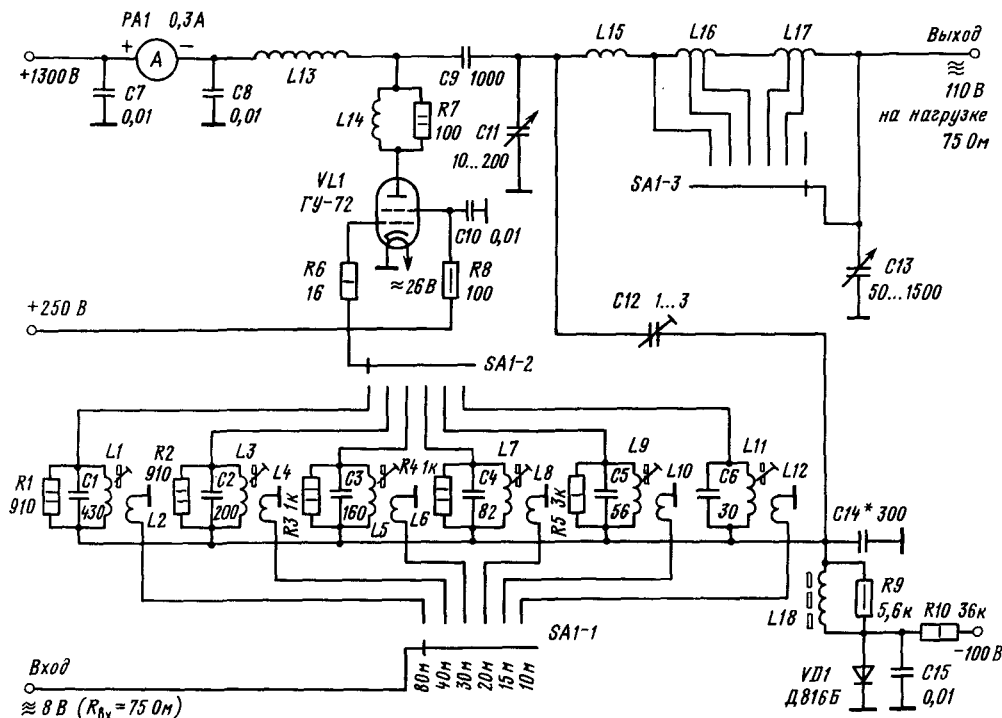 PA1 0,3 А
+ А −
+1300 В
C7
0,01
C8
0,01
L13
C9 1000
L15
L16
L17
Выход
≈
110 В
на нагрузке
75 Ом
L14
R7
100
C11
10...200
SA1-3
VL1
ГУ-72
C10 0,01
R6
16
≈26 В
R8
100
C13
50...1500
+250 В
C12 1...3
SA1-2
R1
910
C1
430
L1
L2
R2
910
C2
200
L3
L4
R3 1к
C3
160
L5
L6
R4 1к
C4
82
L7
L8
R5 3к
C5
56
L9
L10
C6
30
L11
L12
C14* 300
L18
R9
5,6к
R10 36к
−100 В
VD1
Д816Б
C15
0,01
SA1-1
80м
40м
30м
20м
15м
10м
Вход
≈ 8 В (Rвх = 75 Ом)